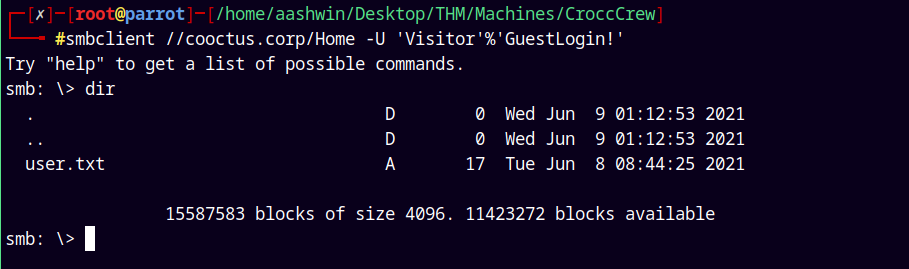 [✗]─[root@parrot]─[/home/aashwin/Desktop/THM/Machines/CroccCrew]
#smbclient //cooctus.corp/Home -U 'Visitor'%'GuestLogin!'
Try "help" to get a list of possible commands.
smb: \> dir
  .                                   D        0  Wed Jun  9 01:12:53 2021
  ..                                  D        0  Wed Jun  9 01:12:53 2021
  user.txt                            A       17  Tue Jun  8 08:44:25 2021
                15587583 blocks of size 4096. 11423272 blocks available
smb: \>